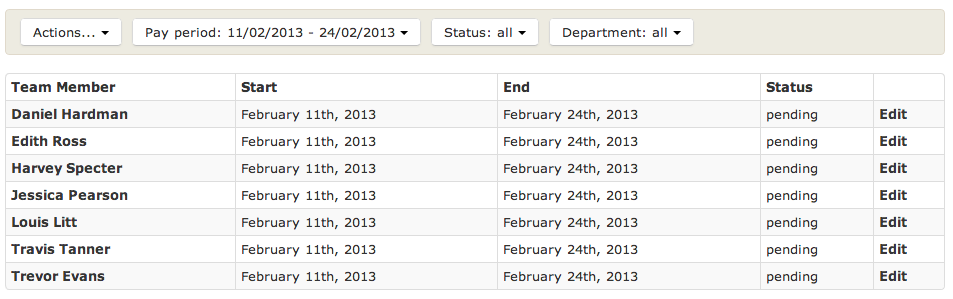 Actions... Pay period: 11/02/2013 - 24/02/2013 Status: all Department: all
Team Member Start End Status
Daniel Hardman February 11th, 2013 February 24th, 2013 pending Edit
Edith Ross February 11th, 2013 February 24th, 2013 pending Edit
Harvey Specter February 11th, 2013 February 24th, 2013 pending Edit
Jessica Pearson February 11th, 2013 February 24th, 2013 pending Edit
Louis Litt February 11th, 2013 February 24th, 2013 pending Edit
Travis Tanner February 11th, 2013 February 24th, 2013 pending Edit
Trevor Evans February 11th, 2013 February 24th, 2013 pending Edit